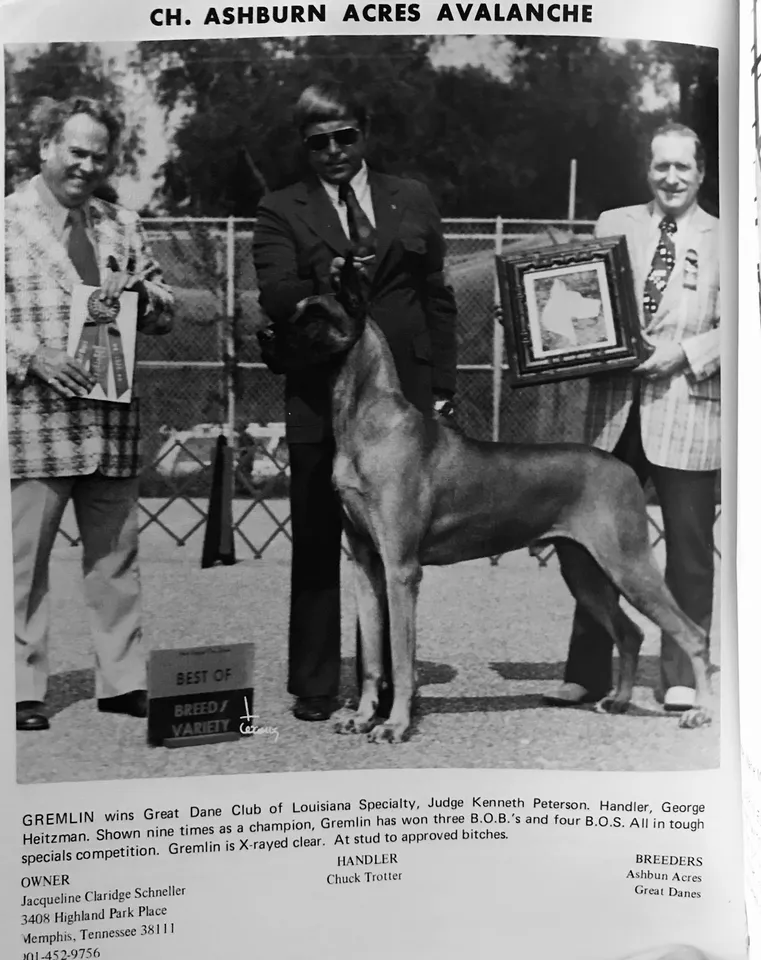 CH. ASHBURN ACRES AVALANCHE
BEST OF
BREED/
VARIETY
GREMLIN wins Great Dane Club of Louisiana Specialty, Judge Kenneth Peterson. Handler, George
Heitzman. Shown nine times as a champion, Gremlin has won three B.O.B.'s and four B.O.S. All in tough
specials competition. Gremlin is X-rayed clear. At stud to approved bitches.
OWNER
Jacqueline Claridge Schneller
3408 Highland Park Place
Memphis, Tennessee 38111
901-452-9756
HANDLER
Chuck Trotter
BREEDERS
Ashbun Acres
Great Danes